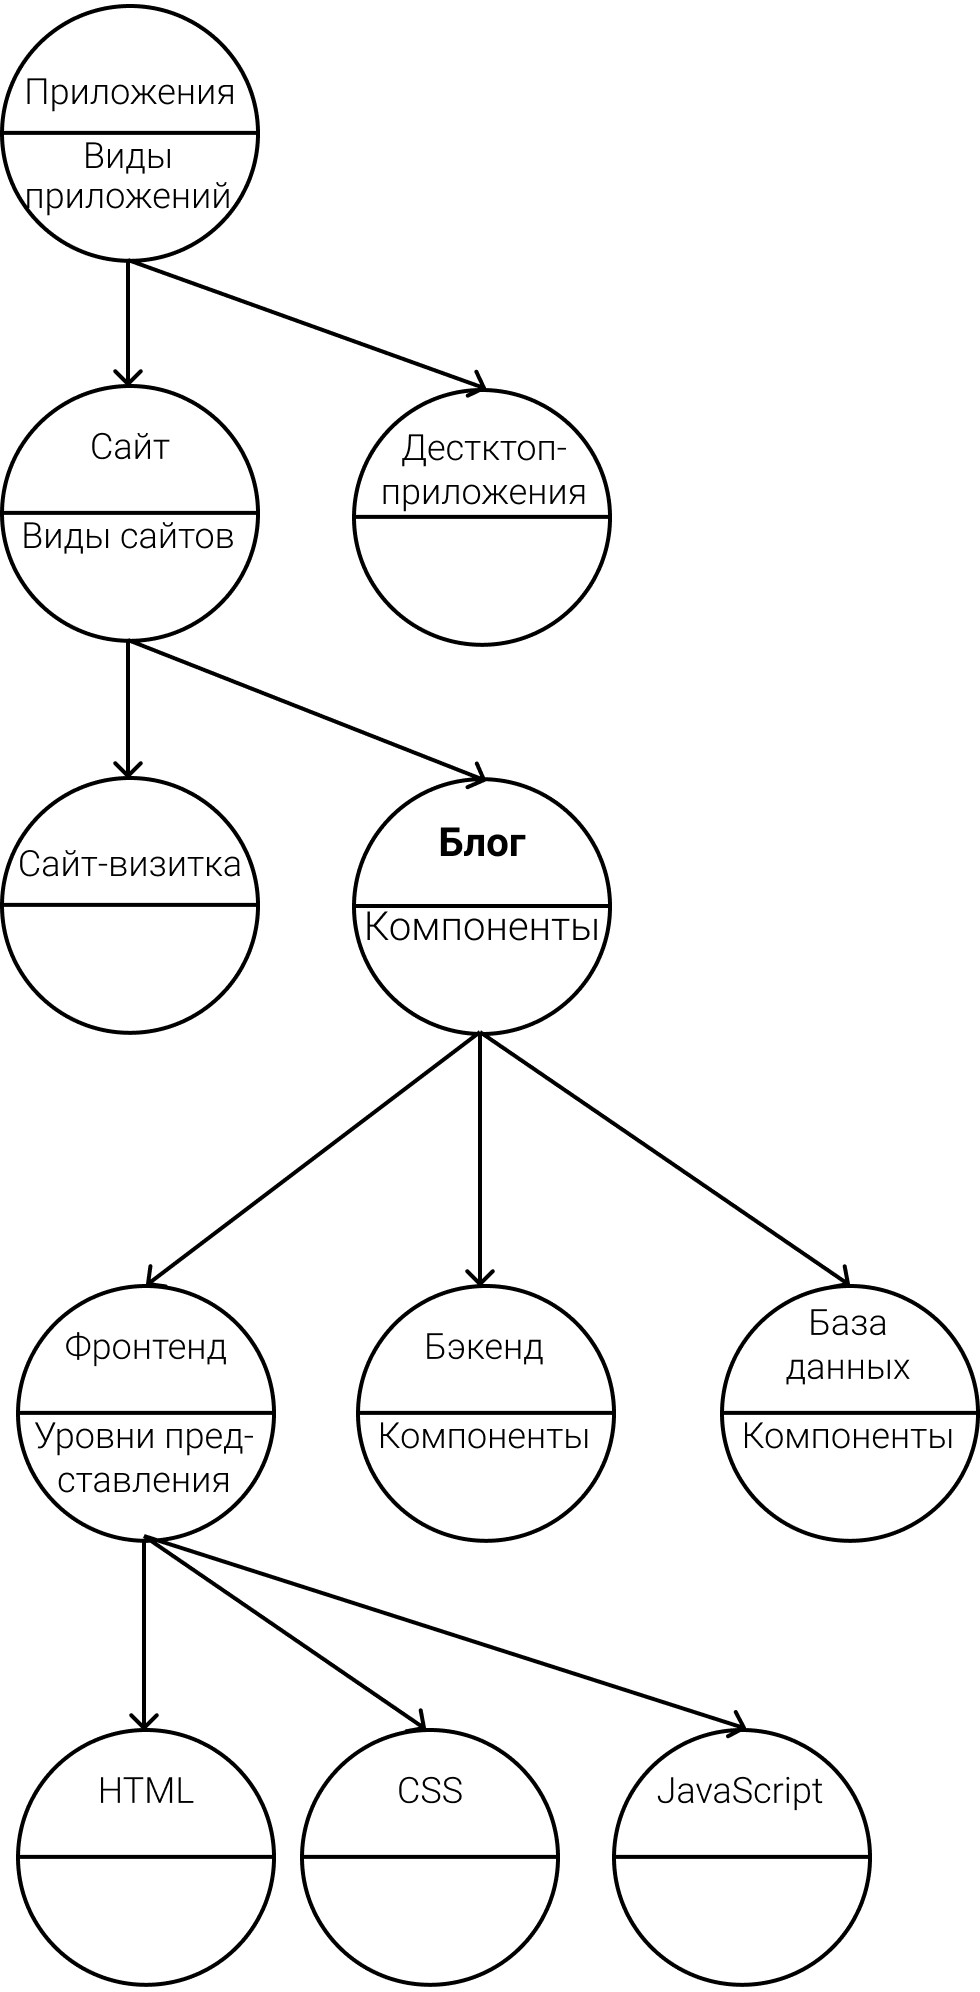 Приложения
Виды
приложений
Сайт
Виды сайтов
Дестктоп-
приложения
Сайт-визитка
Блог
Компоненты
Фронтенд
Уровни пред-
ставления
Бэкенд
Компоненты
База
данных
Компоненты
HTML
CSS
JavaScript